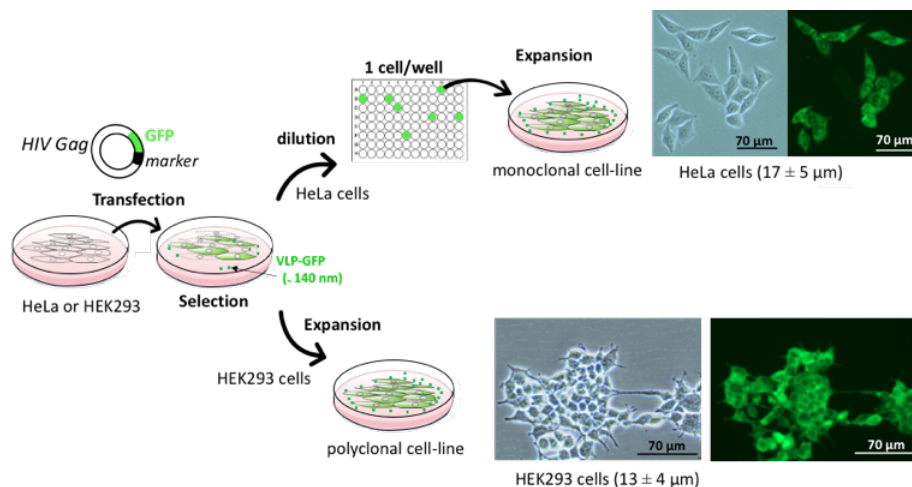 HIV Gag
GFP
marker
Transfection
HeLa or HEK293
Selection
VLP-GFP
(~ 140 nm)
dilution
HeLa cells
1 cell/well
Expansion
monoclonal cell-line
70 µm
70 µm
HeLa cells (17 ± 5 µm)
Expansion
HEK293 cells
polyclonal cell-line
70 µm
70 µm
HEK293 cells (13 ± 4 µm)